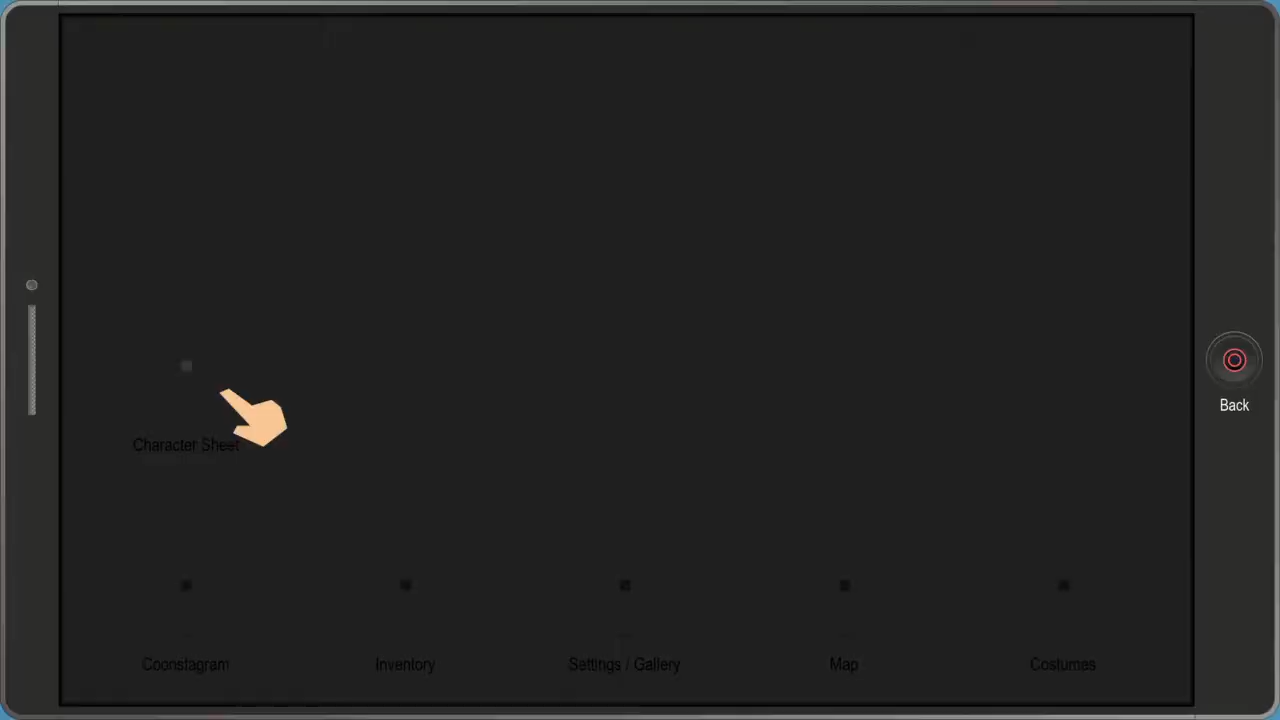 Back
Character Sheet
Coonstagram
Inventory
Settings / Gallery
Map
Costumes